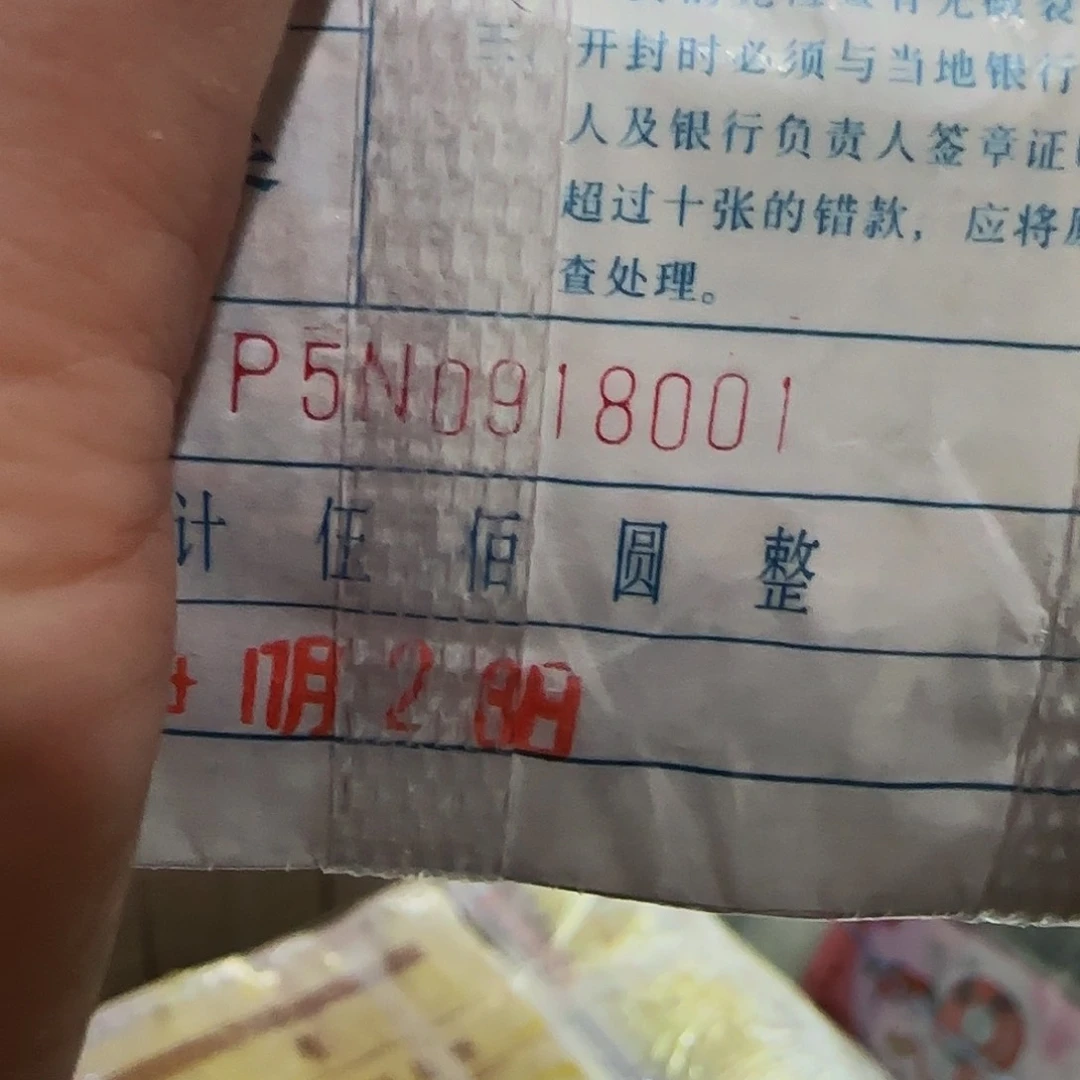 三、
开封时必须与当地银行
人及银行负责人签章证
超过十张的错款，应将
查处理。
P5N0918001
计 伍 佰 圆 整
11月 2 日